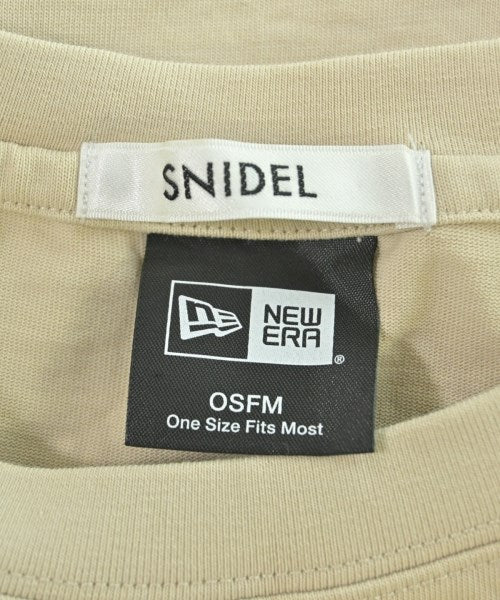 SNIDEL
NEW
ERA
®
OSFM
One Size Fits Most